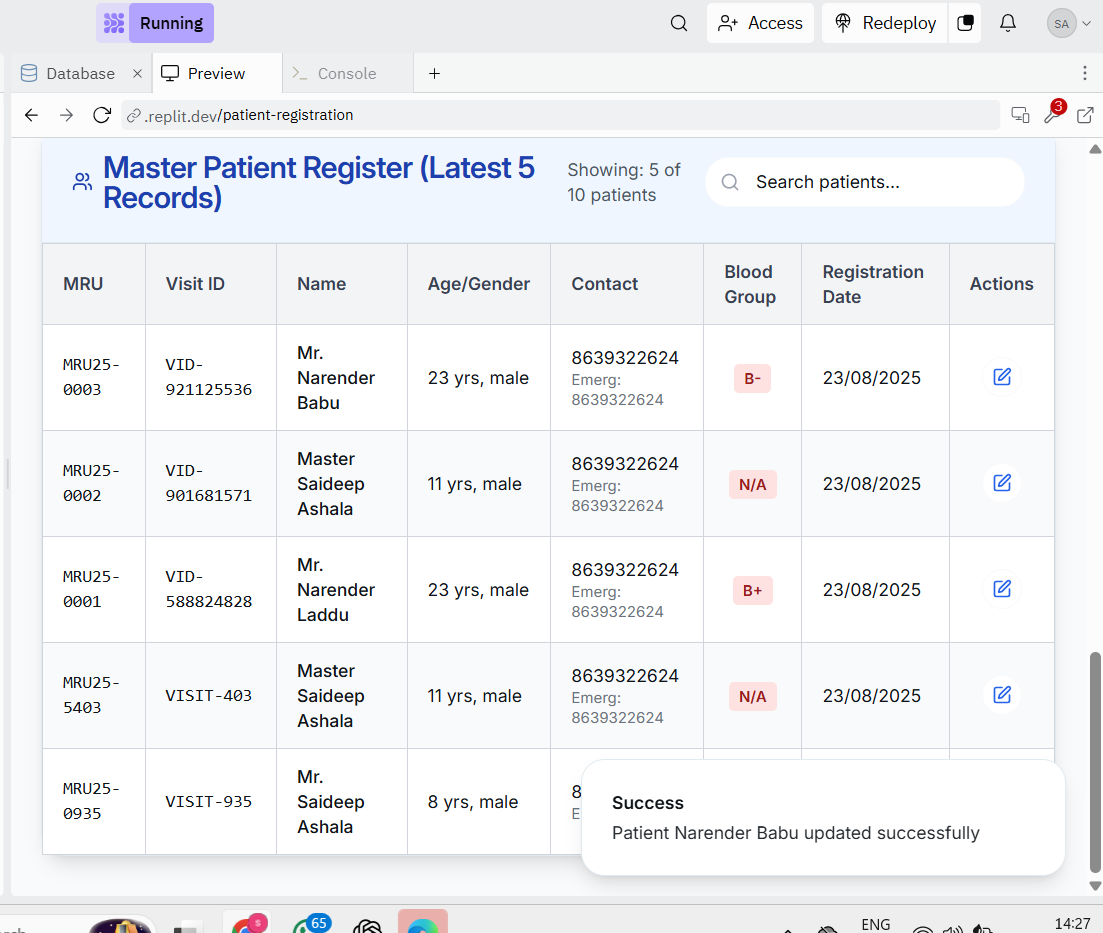 Running
Access
Redeploy
SA
Database
Preview
Console
.replit.dev/patient-registration
3
Master Patient Register (Latest 5
Records)
Showing: 5 of
10 patients
Search patients...
MRU
Visit ID
Name
Age/Gender
Contact
Blood
Group
Registration
Date
Actions
MRU25-
0003
VID-
921125536
Mr.
Narender
Babu
23 yrs, male
8639322624
Emerg:
8639322624
B-
23/08/2025
MRU25-
0002
VID-
901681571
Master
Saideep
Ashala
11 yrs, male
8639322624
Emerg:
8639322624
N/A
23/08/2025
MRU25-
0001
VID-
588824828
Mr.
Narender
Laddu
23 yrs, male
8639322624
Emerg:
8639322624
B+
23/08/2025
MRU25-
5403
VISIT-403
Master
Saideep
Ashala
11 yrs, male
8639322624
Emerg:
8639322624
N/A
23/08/2025
MRU25-
0935
VISIT-935
Mr.
Saideep
Ashala
8 yrs, male
8
E
Success
Patient Narender Babu updated successfully
S
65
ENG
14:27